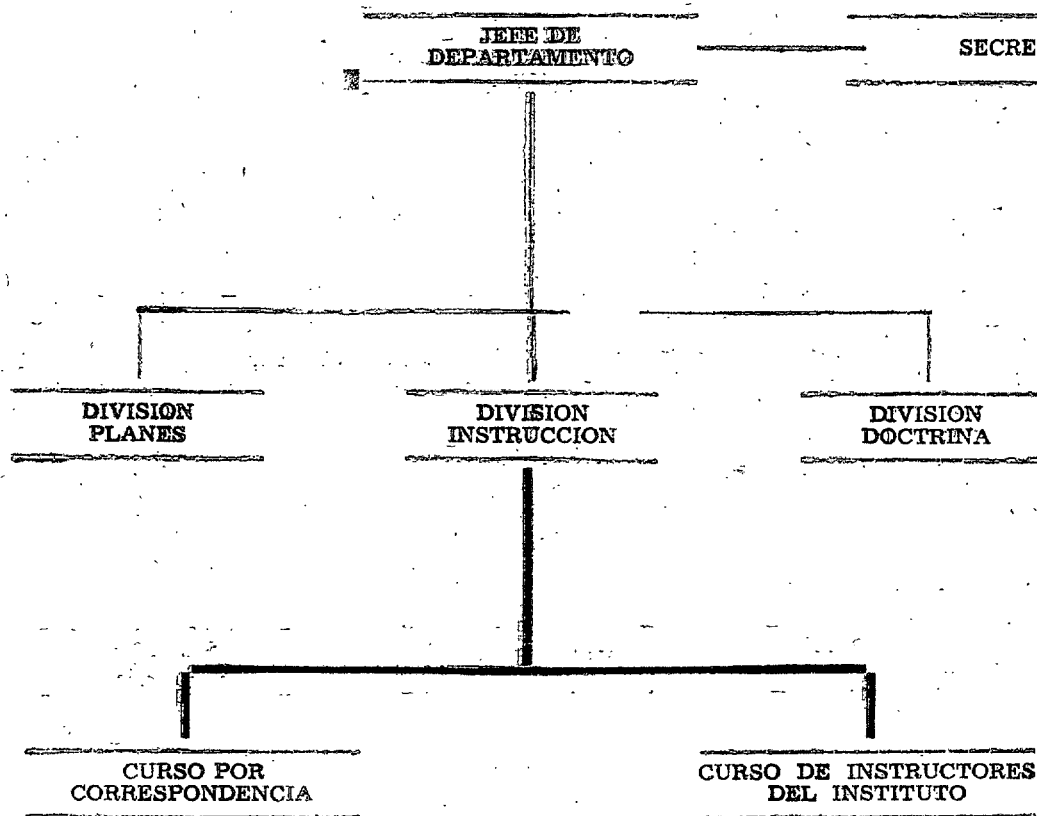 JEFE DE
DEPARTAMENTO
SECRE
DIVISION
PLANES
DIVISION
INSTRUCCION
DIVISION
DOCTRINA
CURSO POR
CORRESPONDENCIA
CURSO DE INSTRUCTORES
DEL INSTITUTO